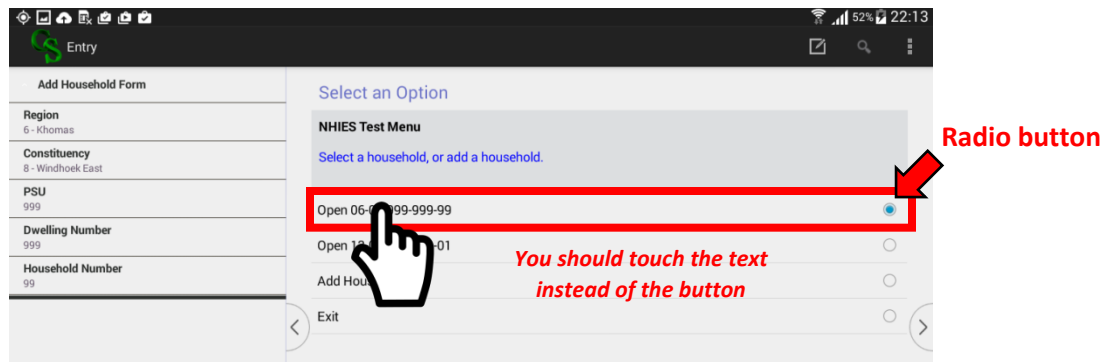 52% 22:13
CS Entry
Add Household Form
Region
6 - Khomas
Constituency
8 - Windhoek East
PSU
999
Dwelling Number
999
Household Number
99
Select an Option
NHIES Test Menu
Select a household, or add a household.
Open 06-0 999-999-99
Open -01
Add
Exit
Radio button
You should touch the text
instead of the button